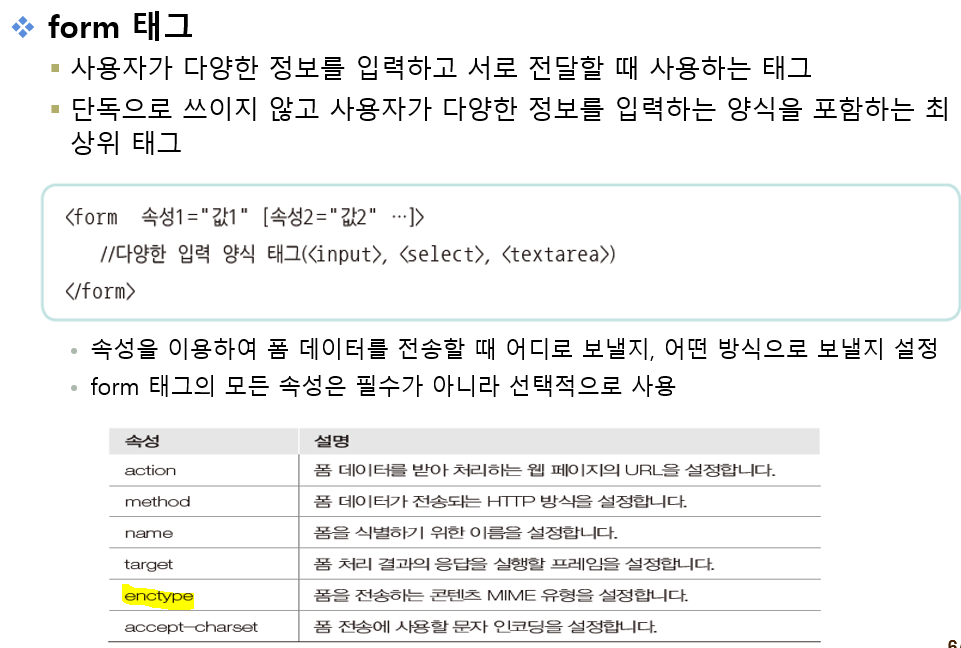 form 태그
사용자가 다양한 정보를 입력하고 서로 전달할 때 사용하는 태그
단독으로 쓰이지 않고 사용자가 다양한 정보를 입력하는 양식을 포함하는 최
상위 태그
<form 속성1="값1" [속성2="값2" …]>
//다양한 입력 양식 태그(<input>, <select>, <textarea>)
</form>
속성을 이용하여 폼 데이터를 전송할 때 어디로 보낼지, 어떤 방식으로 보낼지 설정
form 태그의 모든 속성은 필수가 아니라 선택적으로 사용
속성 설명
action 폼 데이터를 받아 처리하는 웹 페이지의 URL을 설정합니다.
method 폼 데이터가 전송되는 HTTP 방식을 설정합니다.
name 폼을 식별하기 위한 이름을 설정합니다.
target 폼 처리 결과의 응답을 실행할 프레임을 설정합니다.
enctype 폼을 전송하는 콘텐츠 MIME 유형을 설정합니다.
accept-charset 폼 전송에 사용할 문자 인코딩을 설정합니다.